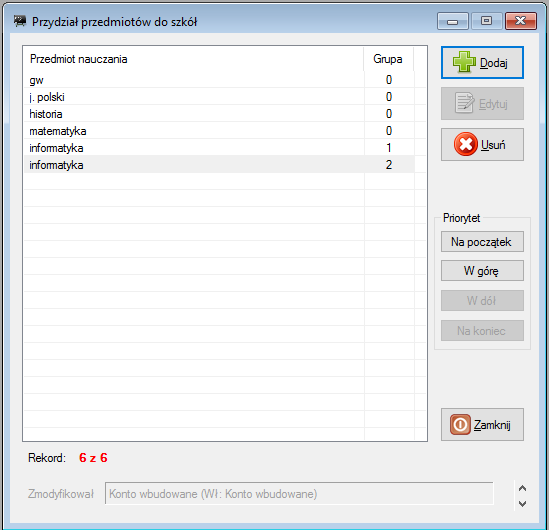 Przydział przedmiotów do szkół
Przedmiot nauczania Grupa
gw 0
j. polski 0
historia 0
matematyka 0
informatyka 1
informatyka 2
Dodaj
Edytuj
Usuń
Priorytet
Na początek
W górę
W dół
Na koniec
Zamknij
Rekord: 6 z 6
Zmodyfikował Konto wbudowane (Wł: Konto wbudowane)